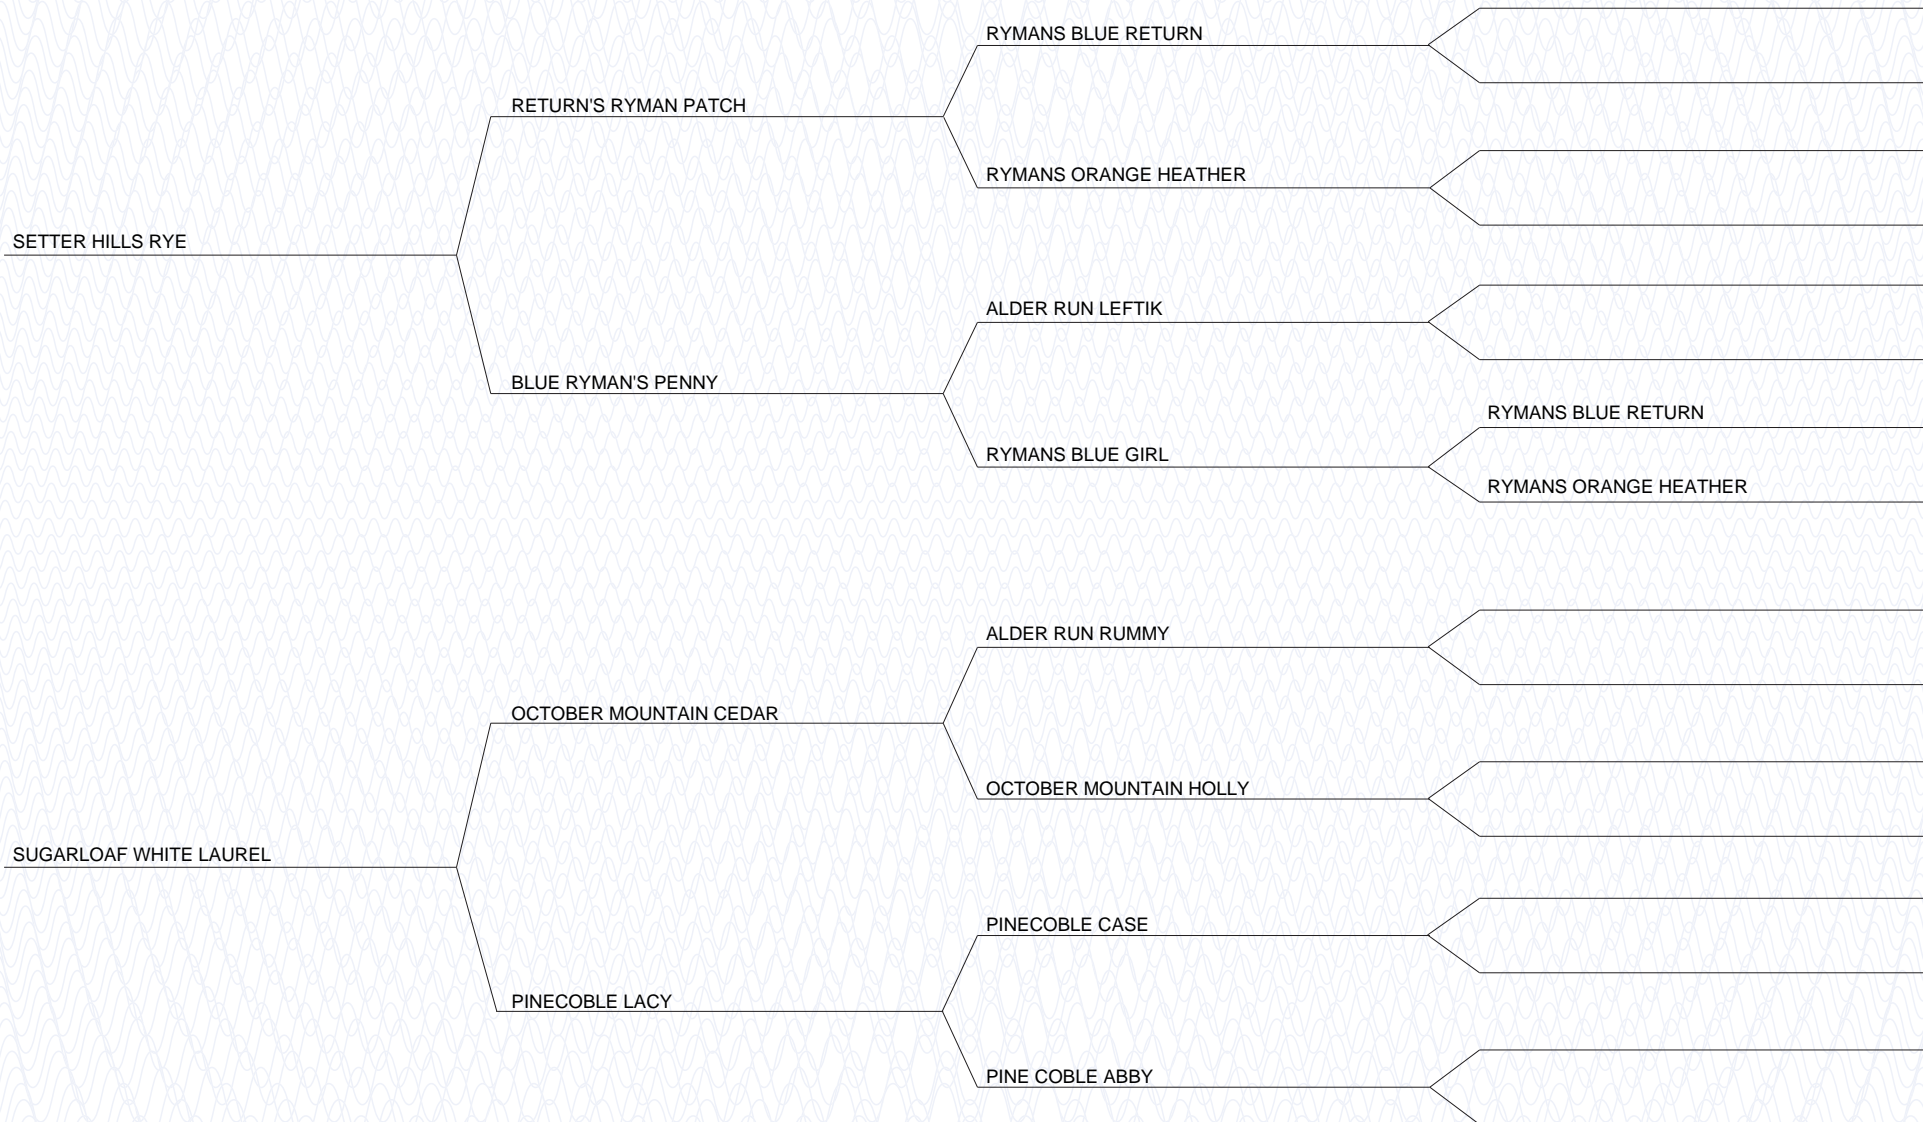 RYMANS BLUE RETURN
RETURN'S RYMAN PATCH
RYMANS ORANGE HEATHER
SETTER HILLS RYE
ALDER RUN LEFTIK
BLUE RYMAN'S PENNY
RYMANS BLUE RETURN
RYMANS BLUE GIRL
RYMANS ORANGE HEATHER
ALDER RUN RUMMY
OCTOBER MOUNTAIN CEDAR
OCTOBER MOUNTAIN HOLLY
SUGARLOAF WHITE LAUREL
PINECOBLE CASE
PINECOBLE LACY
PINE COBLE ABBY